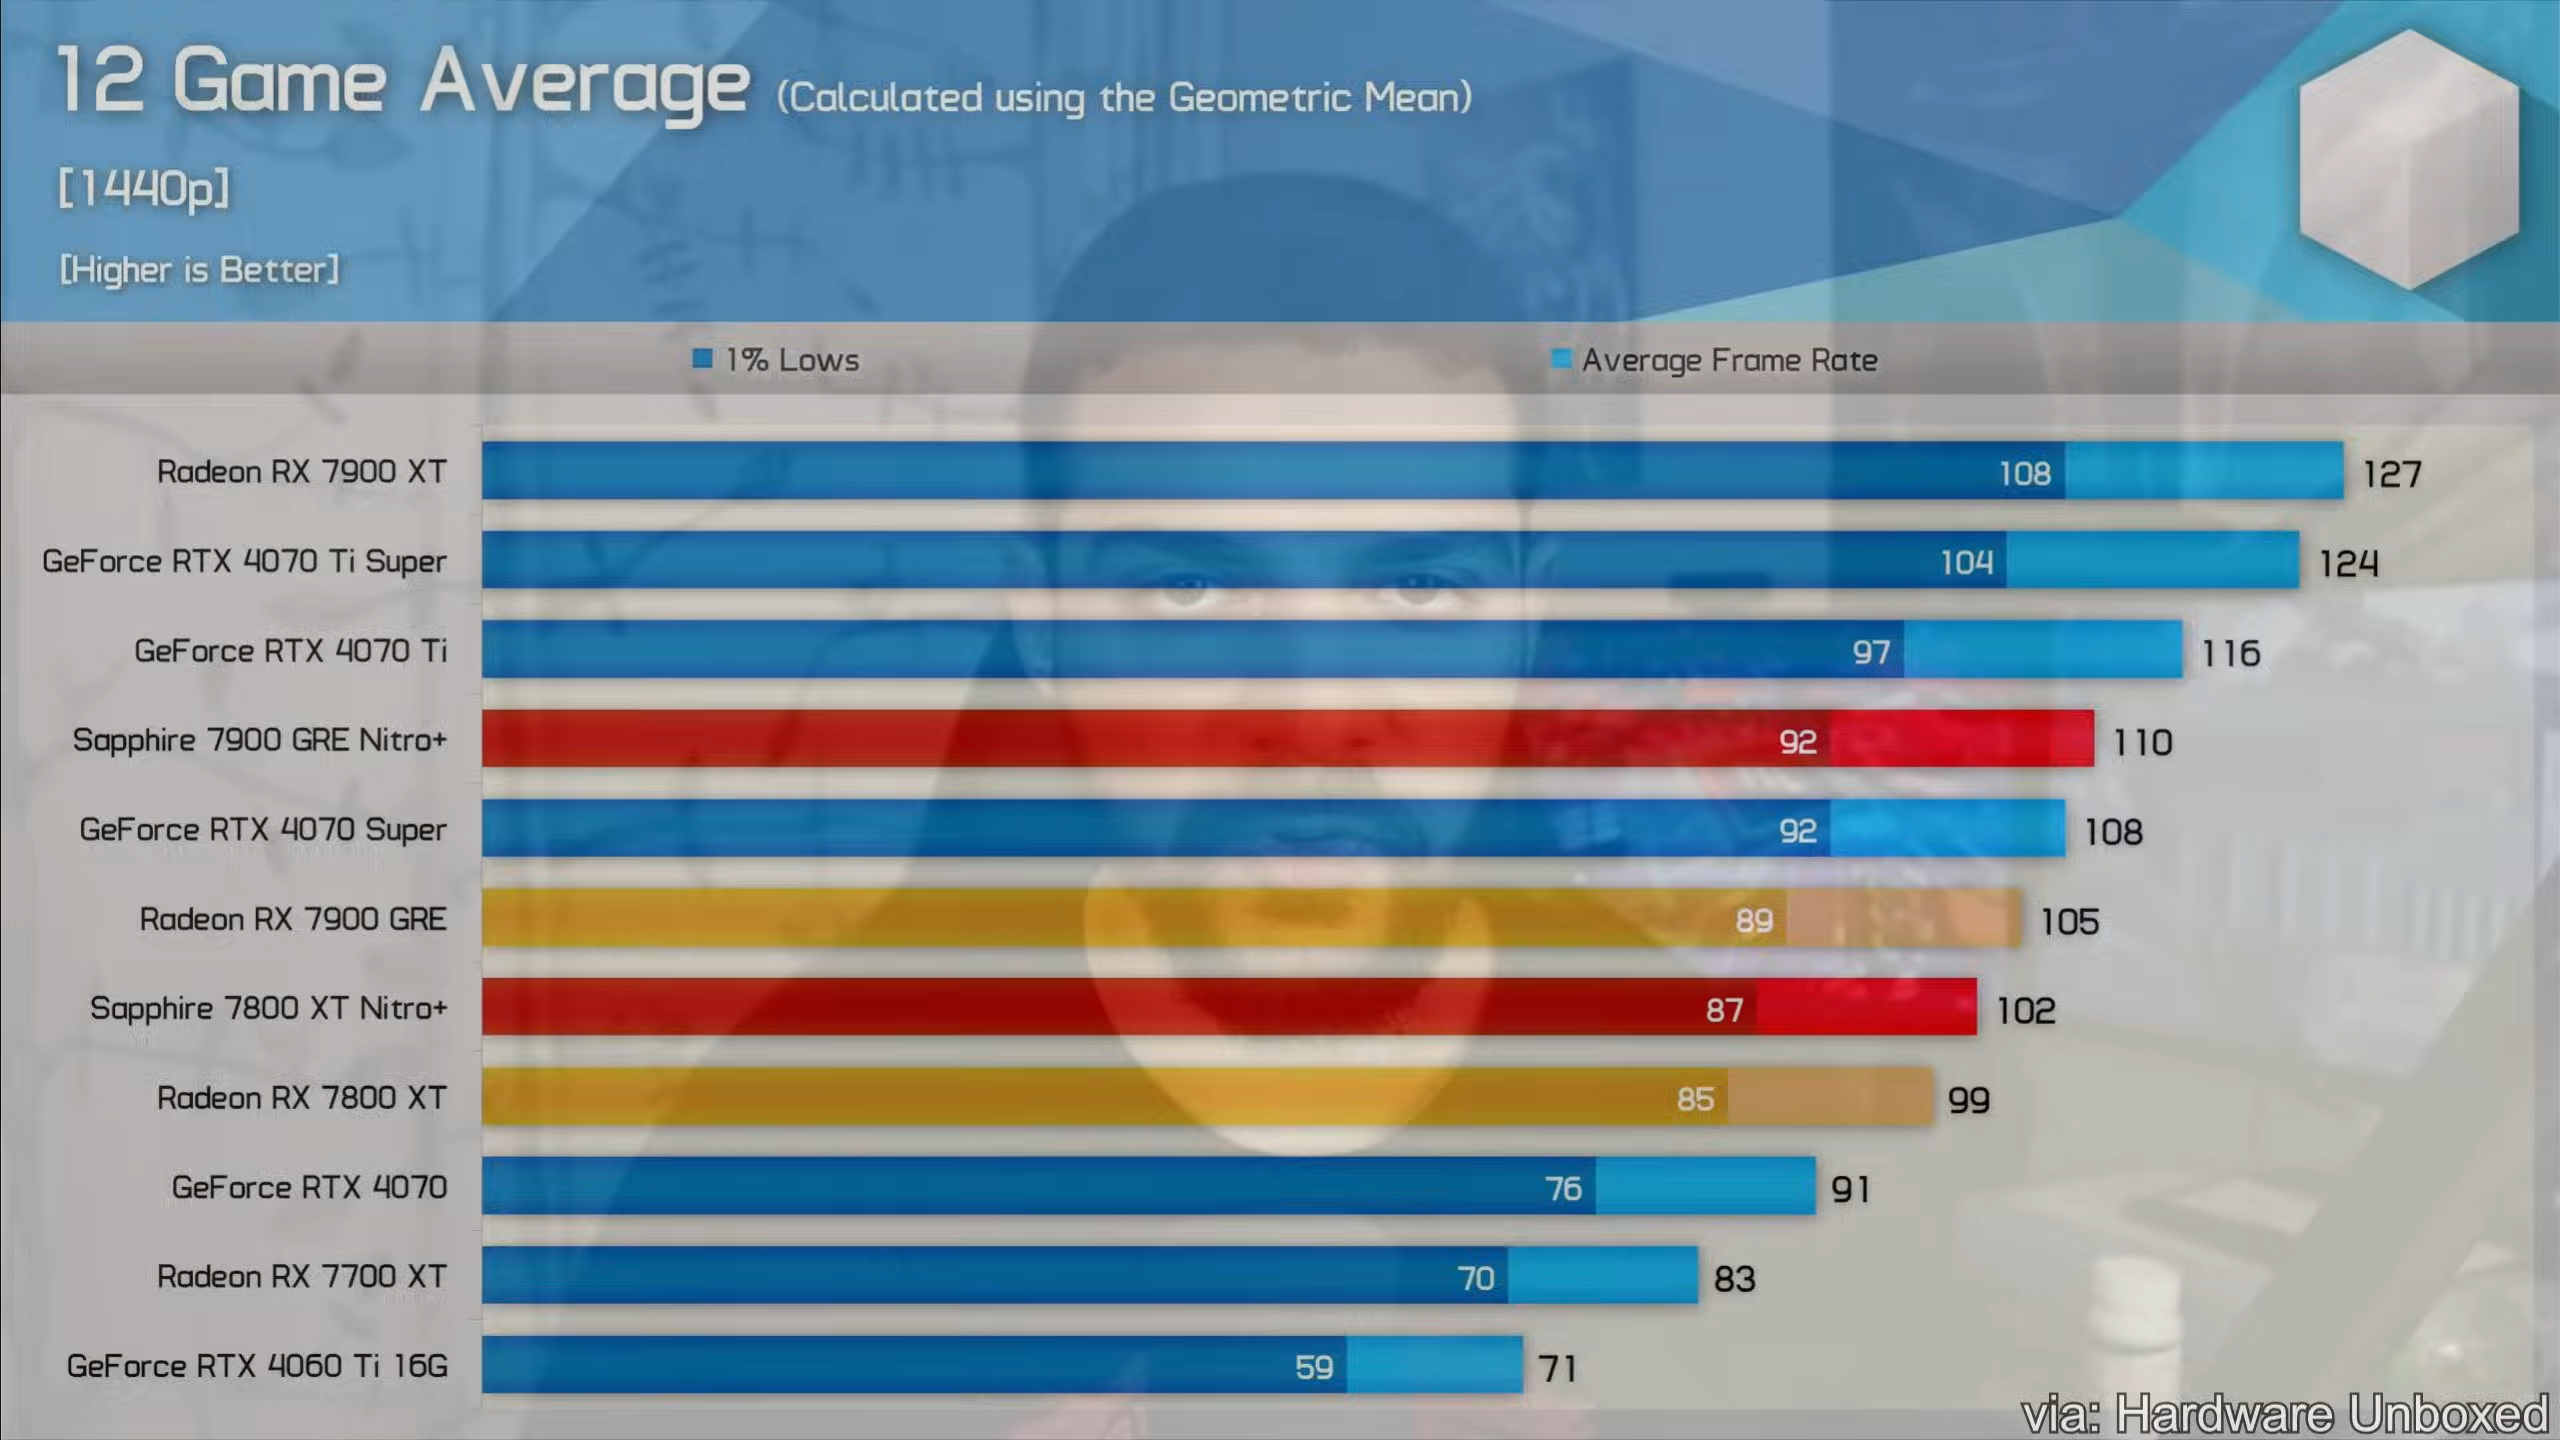 12 Game Average (Calculated using the Geometric Mean)
[1440p]
[Higher is Better]
1% Lows Average Frame Rate
Radeon RX 7900 XT 108 127
GeForce RTX 4070 Ti Super 104 124
GeForce RTX 4070 Ti 97 116
Sapphire 7900 GRE Nitro+ 92 110
GeForce RTX 4070 Super 92 108
Radeon RX 7900 GRE 89 105
Sapphire 7800 XT Nitro+ 87 102
Radeon RX 7800 XT 85 99
GeForce RTX 4070 76 91
Radeon RX 7700 XT 70 83
GeForce RTX 4060 Ti 16G 59 71
via: Hardware Unboxed